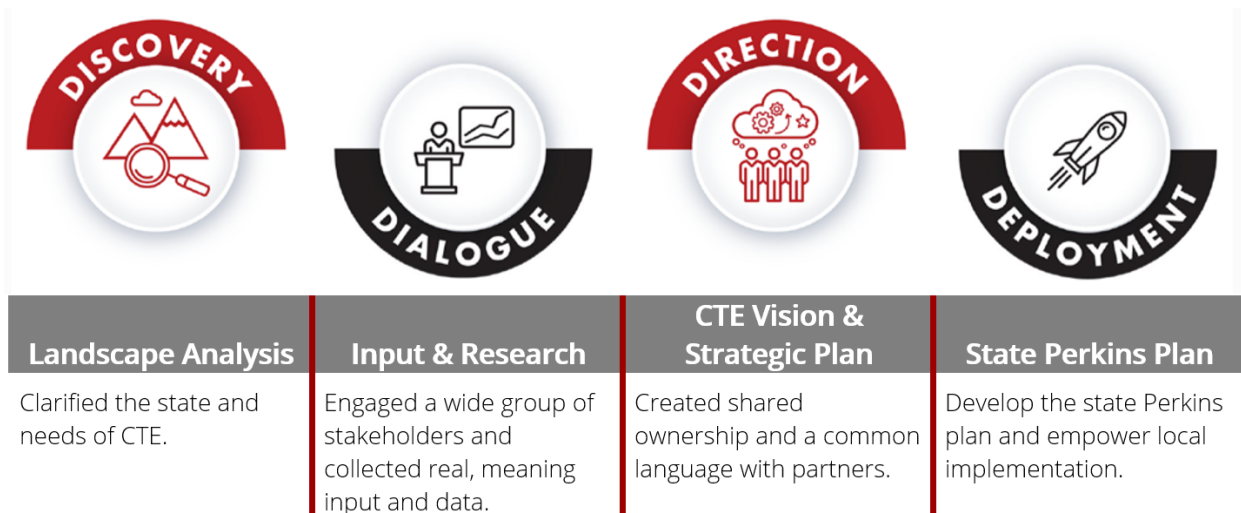 DISCOVERY
DIALOGUE
DIRECTION
DEPLOYMENT
Landscape Analysis
Clarified the state and
needs of CTE.
Input & Research
Engaged a wide group of
stakeholders and
collected real, meaning
input and data.
CTE Vision &
Strategic Plan
Created shared
ownership and a common
language with partners.
State Perkins Plan
Develop the state Perkins
plan and empower local
implementation.